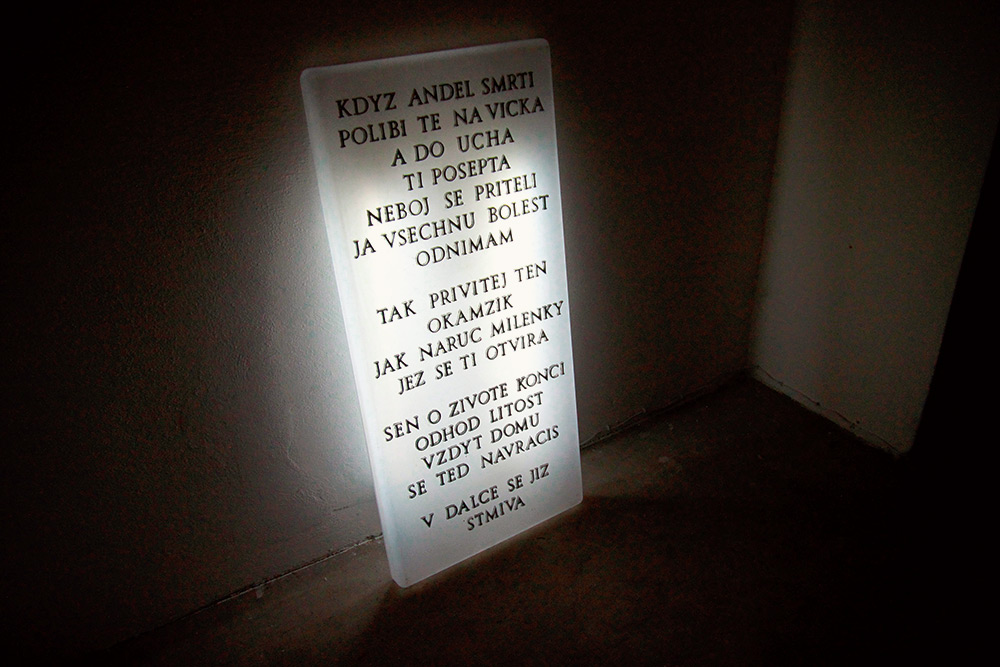 KDYZ ANDEL SMRTI
POLIBI TE NA VICKA
A DO UCHA
TI POSEPTA
NEBOJ SE PRITELI
JA VSECHNU BOLEST
ODNIMAM
TAK PRIVITEJ TEN
OKAMZIK
JAK NARUC MILENKY
JEZ SE TI OTVIRA
SEN O ZIVOTE KONCI
ODHOD LITOST
VZDYT DOMU
SE TED NAVRACIS
V DALCE SE JIZ
STMIVA